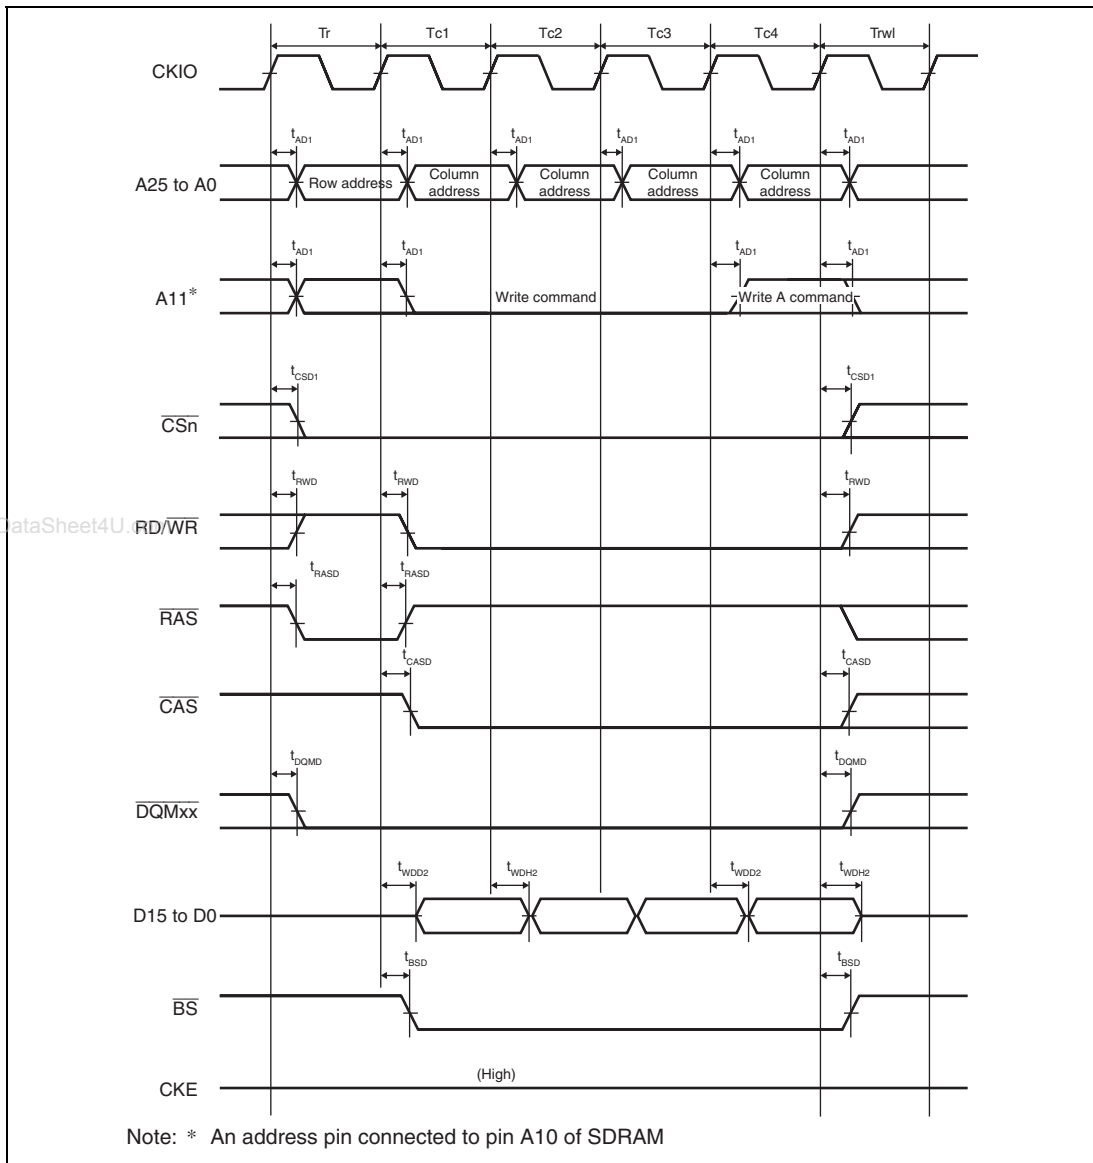 Tr Tc1 Tc2 Tc3 Tc4 Trwl
CKIO
tAD1 tAD1 tAD1 tAD1 tAD1 tAD1
A25 to A0
Row address
Column address
Column address
Column address
Column address
tAD1 tAD1 tAD1 tAD1
A11*
Write command
Write A command
tCSD1 tCSD1
CSn
tRWD tRWD tRWD
RD/WR
tRASD tRASD
RAS
tCASD tCASD
CAS
tDQMD tDQMD
DQMxx
tWDD2 tWDH2 tWDD2 tWDH2
D15 to D0
tBSD tBSD
BS
(High)
CKE
Note: * An address pin connected to pin A10 of SDRAM